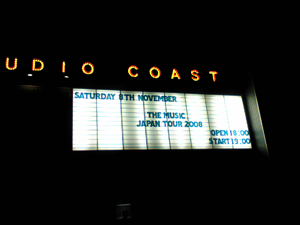 UDIO COAST
SATURDAY 8TH NOVEMBER
THE MUSIC
JAPAN TOUR 2008
OPEN 18:00
START 19:00